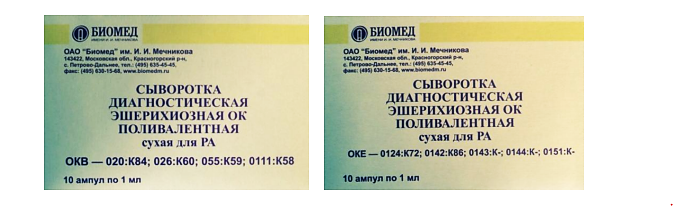 БИОМЕД
ИМЕНИ И. И. МЕЧНИКОВА
ОАО "Биомед" им. И. И. Мечникова
143422, Московская обл., Красногорский р-н,
с. Петрово-Дальнее, тел.: (495) 635-45-45,
факс: (495) 630-15-68, www.biomedm.ru
СЫВОРОТКА
ДИАГНОСТИЧЕСКАЯ
ЭШЕРИХИОЗНАЯ ОК
ПОЛИВАЛЕНТНАЯ
сухая для РА
ОКВ — 020:К84; 026:К60; 055:К59; 0111:К58
10 ампул по 1 мл
БИОМЕД
ИМЕНИ И. И. МЕЧНИКОВА
ОАО "Биомед" им. И. И. Мечникова
143422, Московская обл., Красногорский р-н,
с. Петрово-Дальнее, тел.: (495) 635-45-45,
факс: (495) 630-15-68, www.biomedm.ru
СЫВОРОТКА
ДИАГНОСТИЧЕСКАЯ
ЭШЕРИХИОЗНАЯ ОК
ПОЛИВАЛЕНТНАЯ
сухая для РА
ОКЕ — 0124:К72; 0142:К86; 0143:К-; 0144:К-; 0151:К-
10 ампул по 1 мл